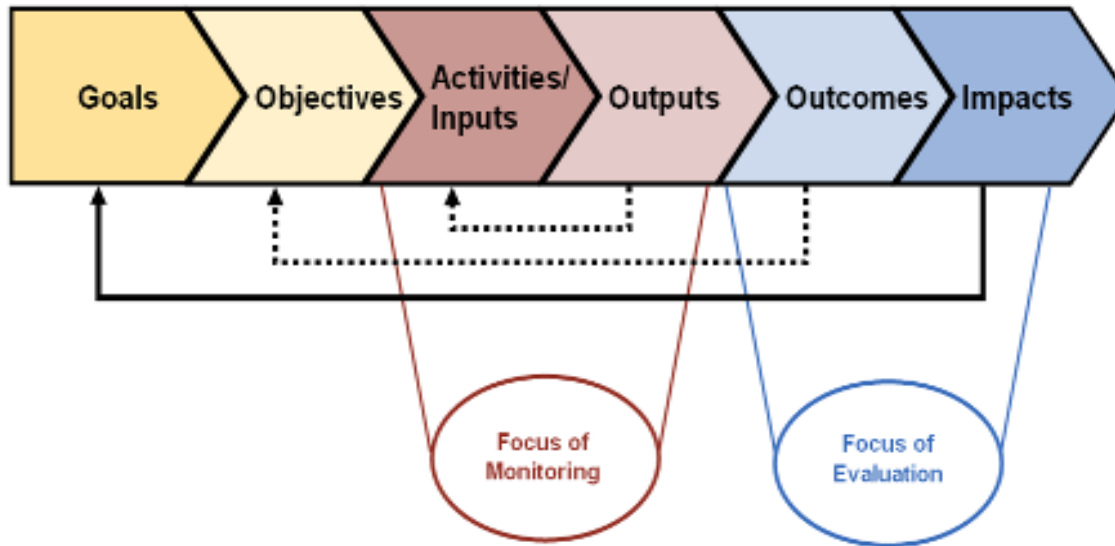 Goals
Objectives
Activities/
Inputs
Outputs
Outcomes
Impacts
Focus of
Monitoring
Focus of
Evaluation